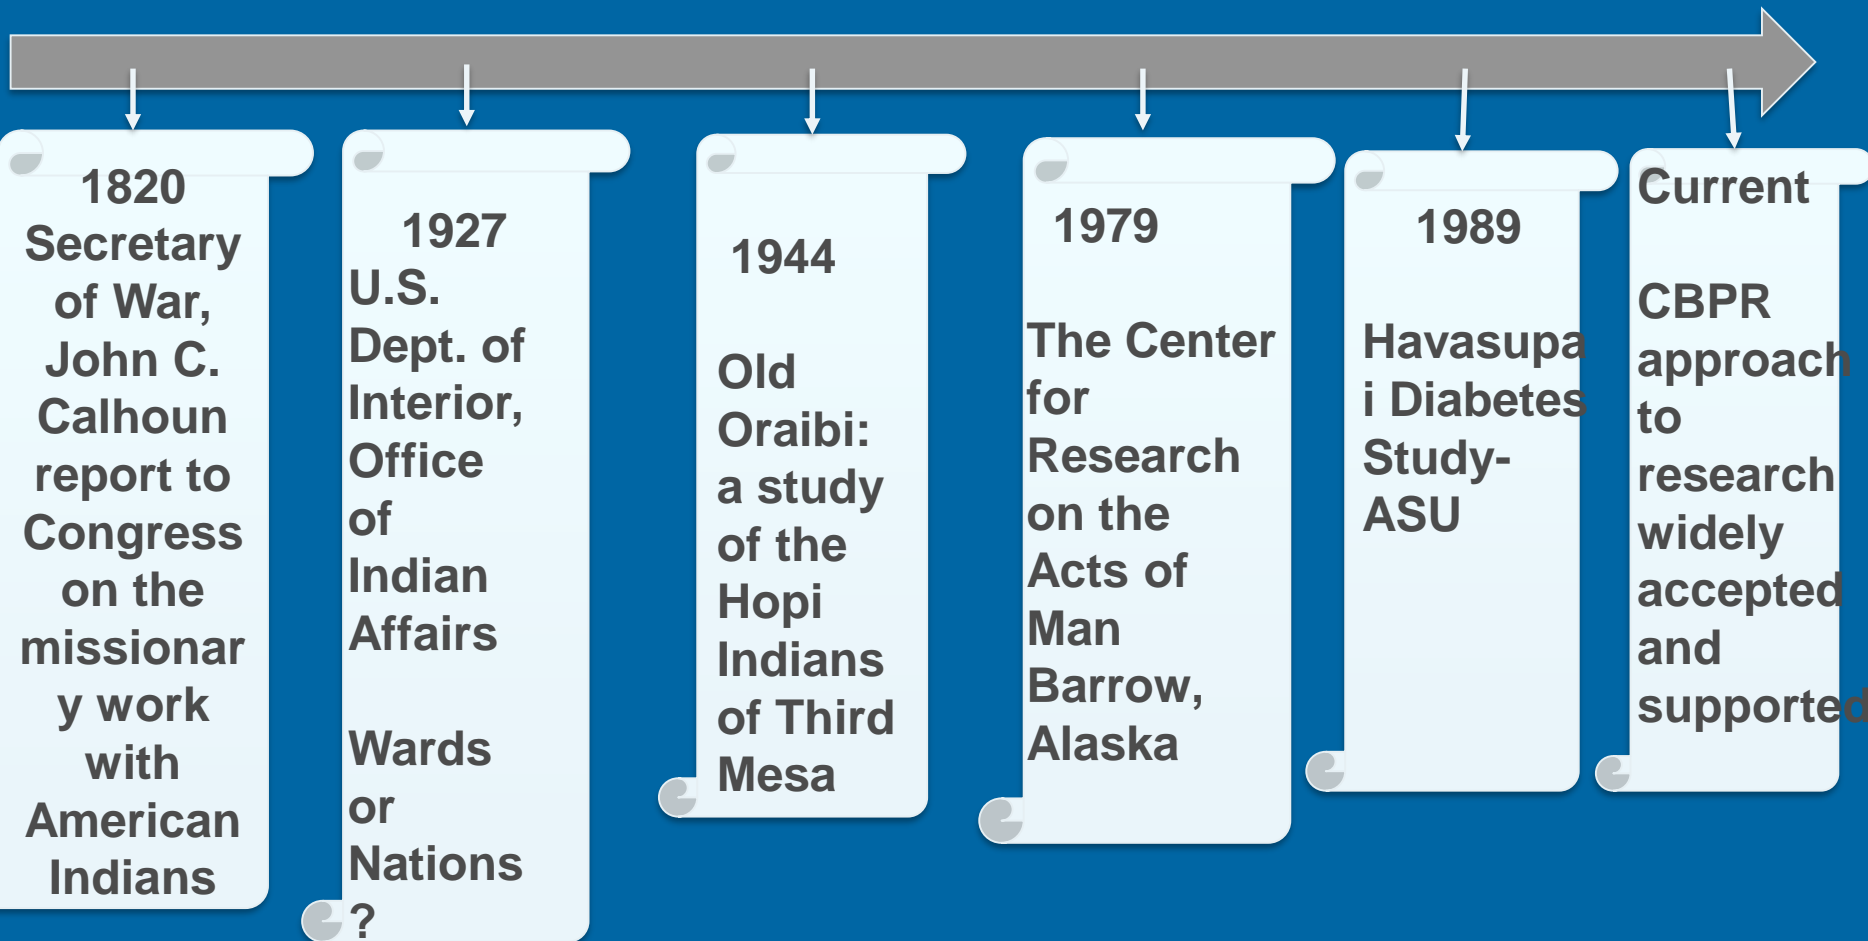 1820
Secretary
of War,
John C.
Calhoun
report to
Congress
on the
missionar
y work
with
American
Indians
1927
U.S.
Dept. of
Interior,
Office
of
Indian
Affairs
Wards
or
Nations
?
1944
Old
Oraibi:
a study
of the
Hopi
Indians
of Third
Mesa
1979
The Center
for
Research
on the
Acts of
Man
Barrow,
Alaska
1989
Havasupa
i Diabetes
Study-
ASU
Current
CBPR
approach
to
research
widely
accepted
and
supported